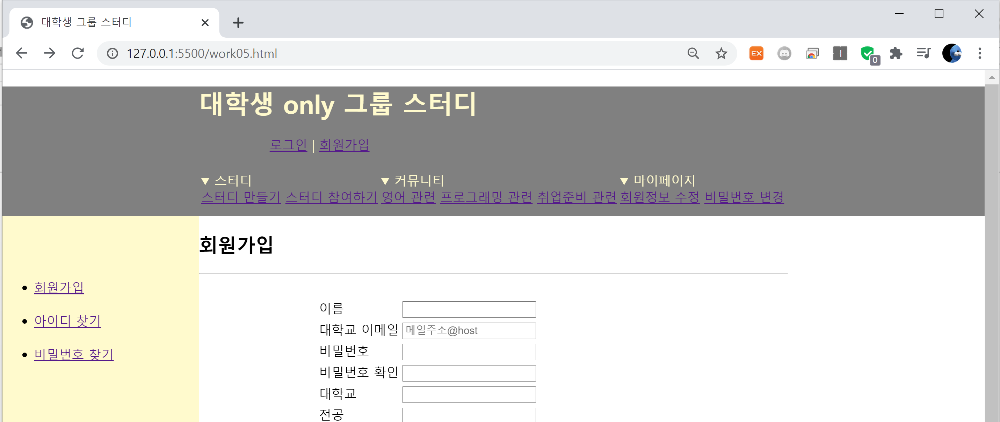 대학생 그룹 스터디
127.0.0.1:5500/work05.html
EX
0
대학생 only 그룹 스터디
로그인 | 회원가입
▼ 스터디 ▼ 커뮤니티 ▼ 마이페이지
스터디 만들기 스터디 참여하기 영어 관련 프로그래밍 관련 취업준비 관련 회원정보 수정 비밀번호 변경
회원가입
• 회원가입
• 아이디 찾기
• 비밀번호 찾기
이름
대학교 이메일 메일주소@host
비밀번호
비밀번호 확인
대학교
전공